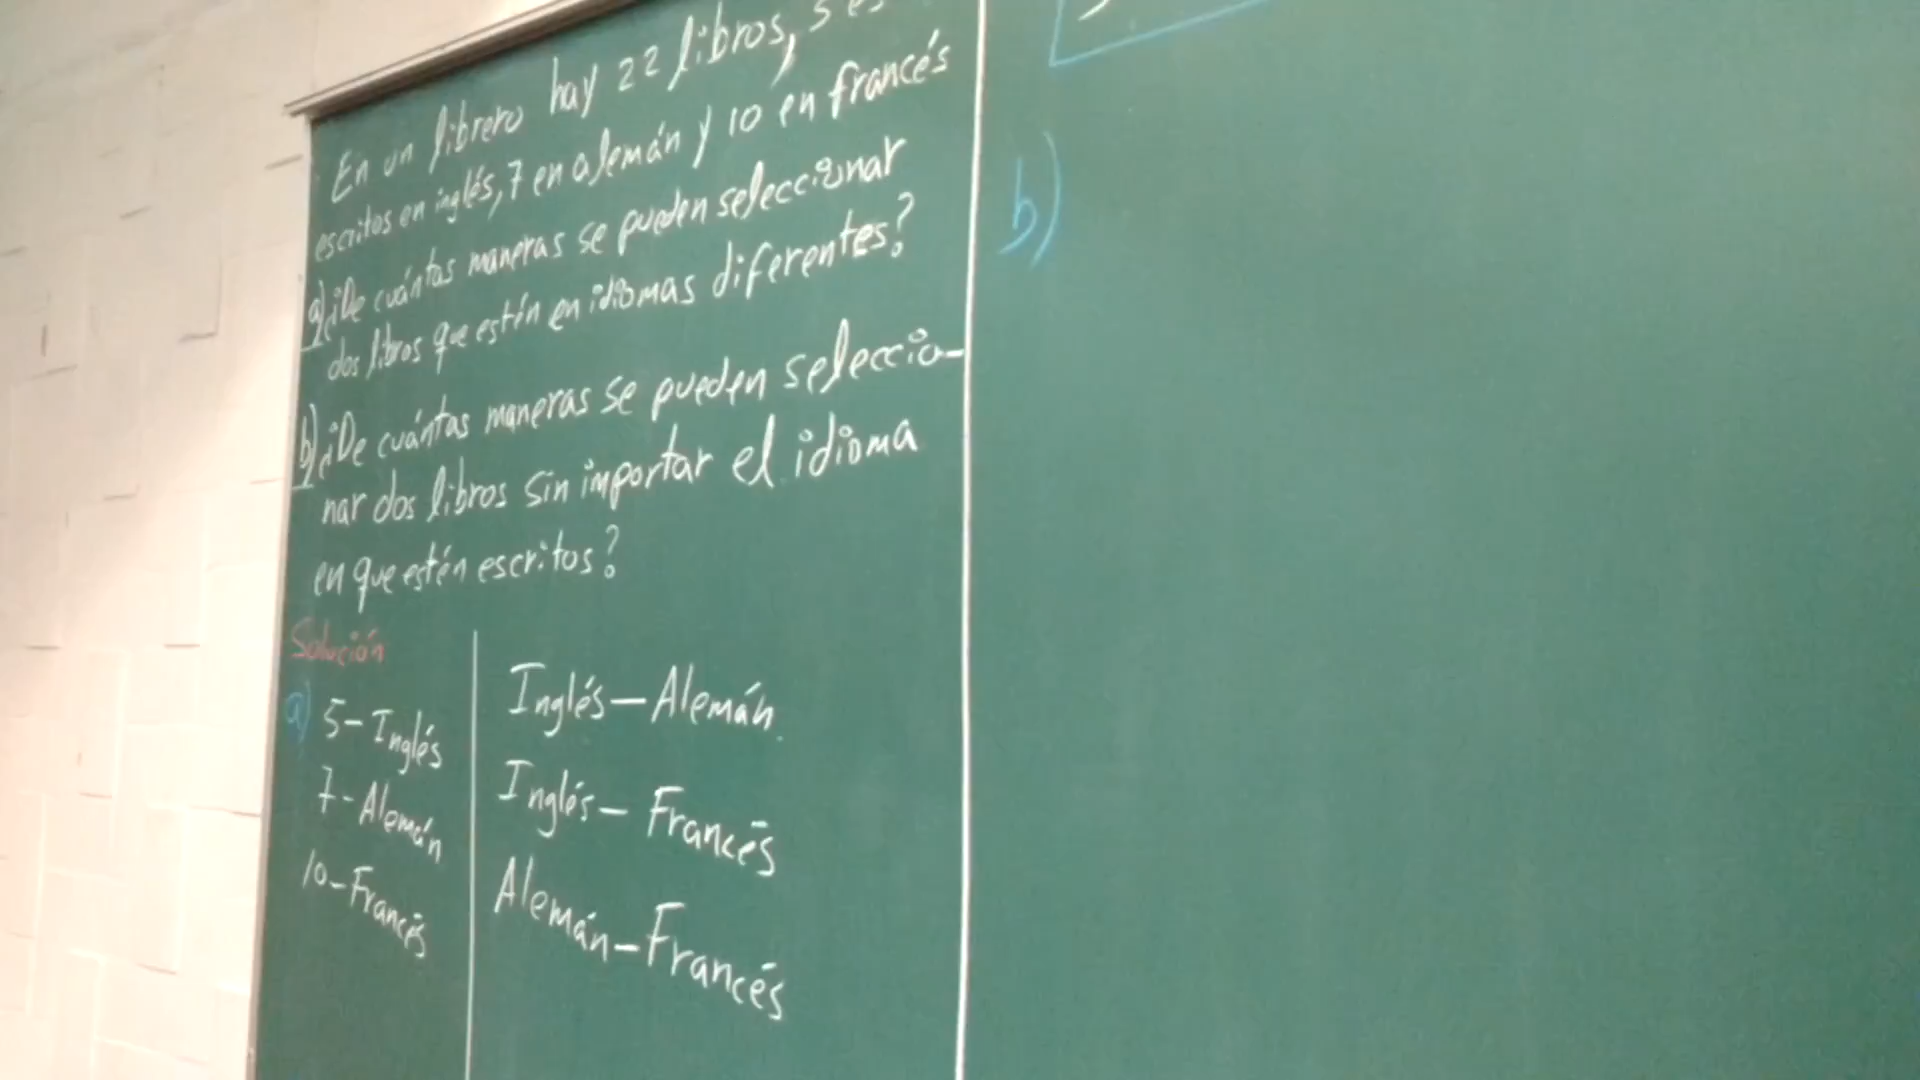 En un librero hay 22 libros, 5
escritos en inglés, 7 en alemán y 10 en francés
a) ¿De cuántas maneras se pueden seleccionar
dos libros que estén en idiomas diferentes?
b) ¿De cuántas maneras se pueden seleccio-
nar dos libros sin importar el idioma
en que estén escritos?
Solución
a) 5-Inglés
7-Alemán
10-Francés
Inglés-Alemán.
Inglés-Francés
Alemán-Francés
b)